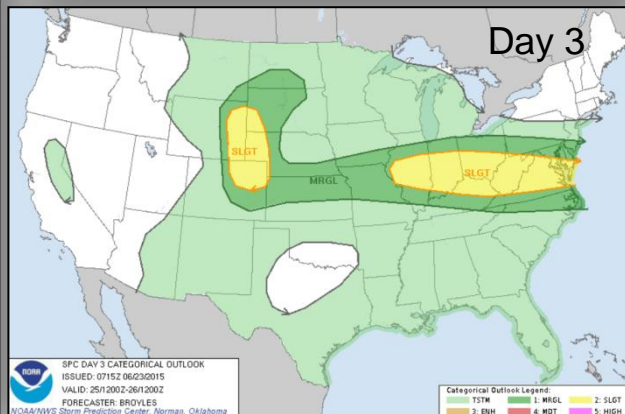 Day 3
SLGT
MRGL
SLGT
NOAA
SPC DAY 3 CATEGORICAL OUTLOOK
ISSUED: 0715Z 06/23/2015
VALID: 25/1200Z-26/1200Z
FORECASTER: BROYLES
NOAA/NWS Storm Prediction Center, Norman, Oklahoma
Categorical Outlook Legend:
TSTM 1: MRGL 2: SLGT
3: ENH 4: MDT 5: HIGH